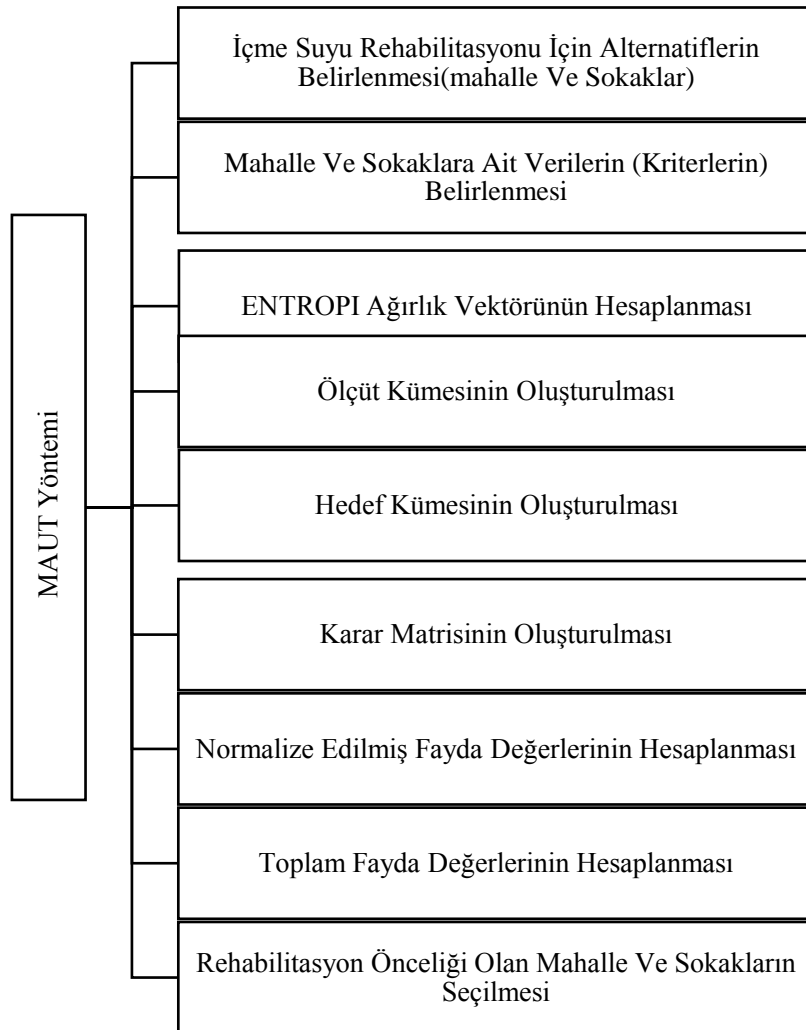 İçme Suyu Rehabilitasyonu İçin Alternatiflerin
Belirlenmesi(mahalle Ve Sokaklar)
Mahalle Ve Sokaklara Ait Verilerin (Kriterlerin)
Belirlenmesi
ENTROPI Ağırlık Vektörünün Hesaplanması
Ölçüt Kümesinin Oluşturulması
MAUT Yöntemi
Hedef Kümesinin Oluşturulması
Karar Matrisinin Oluşturulması
Normalize Edilmiş Fayda Değerlerinin Hesaplanması
Toplam Fayda Değerlerinin Hesaplanması
Rehabilitasyon Önceliği Olan Mahalle Ve Sokakların
Seçilmesi